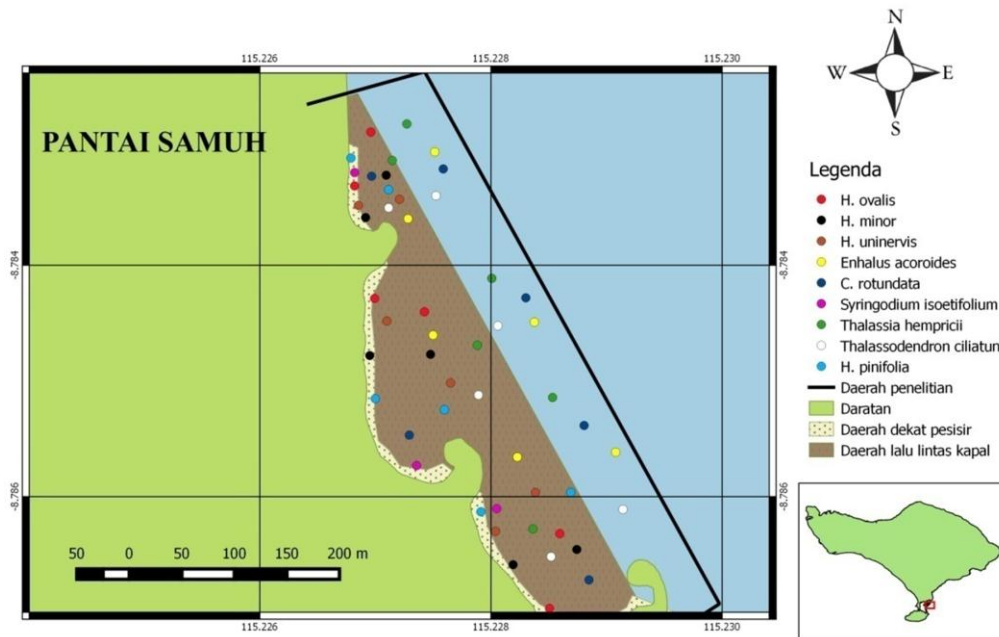 115.226
115.228
115.230
PANTAI SAMUH
-8.784
-8.784
-8.786
-8.786
50 0 50 100 150 200 m
115.226
115.228
115.230
N
W E
S
Legenda
H. ovalis
H. minor
H. uninervis
Enhalus acoroides
C. rotundata
Syringodium isoetifolium
Thalassia hempricii
Thalassodendron ciliatun
H. pinifolia
Daerah penelitian
Daratan
Daerah dekat pesisir
Daerah lalu lintas kapal